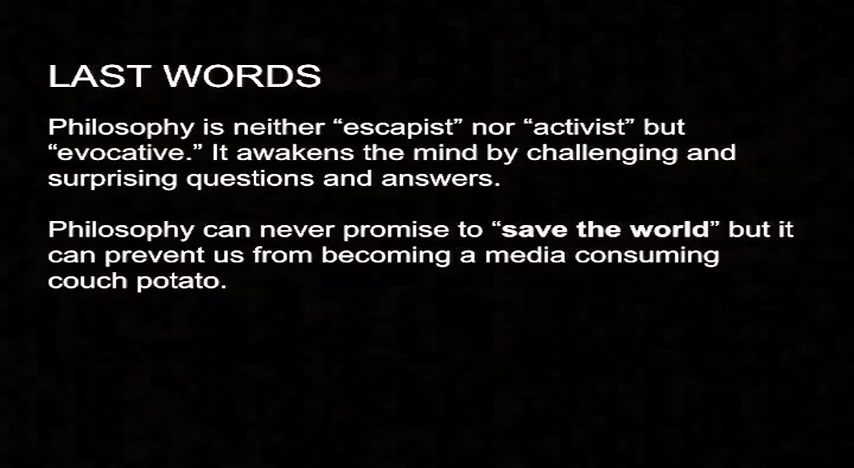 LAST WORDS
Philosophy is neither “escapist” nor “activist” but
“evocative.” It awakens the mind by challenging and
surprising questions and answers.
Philosophy can never promise to “save the world” but it
can prevent us from becoming a media consuming
couch potato.